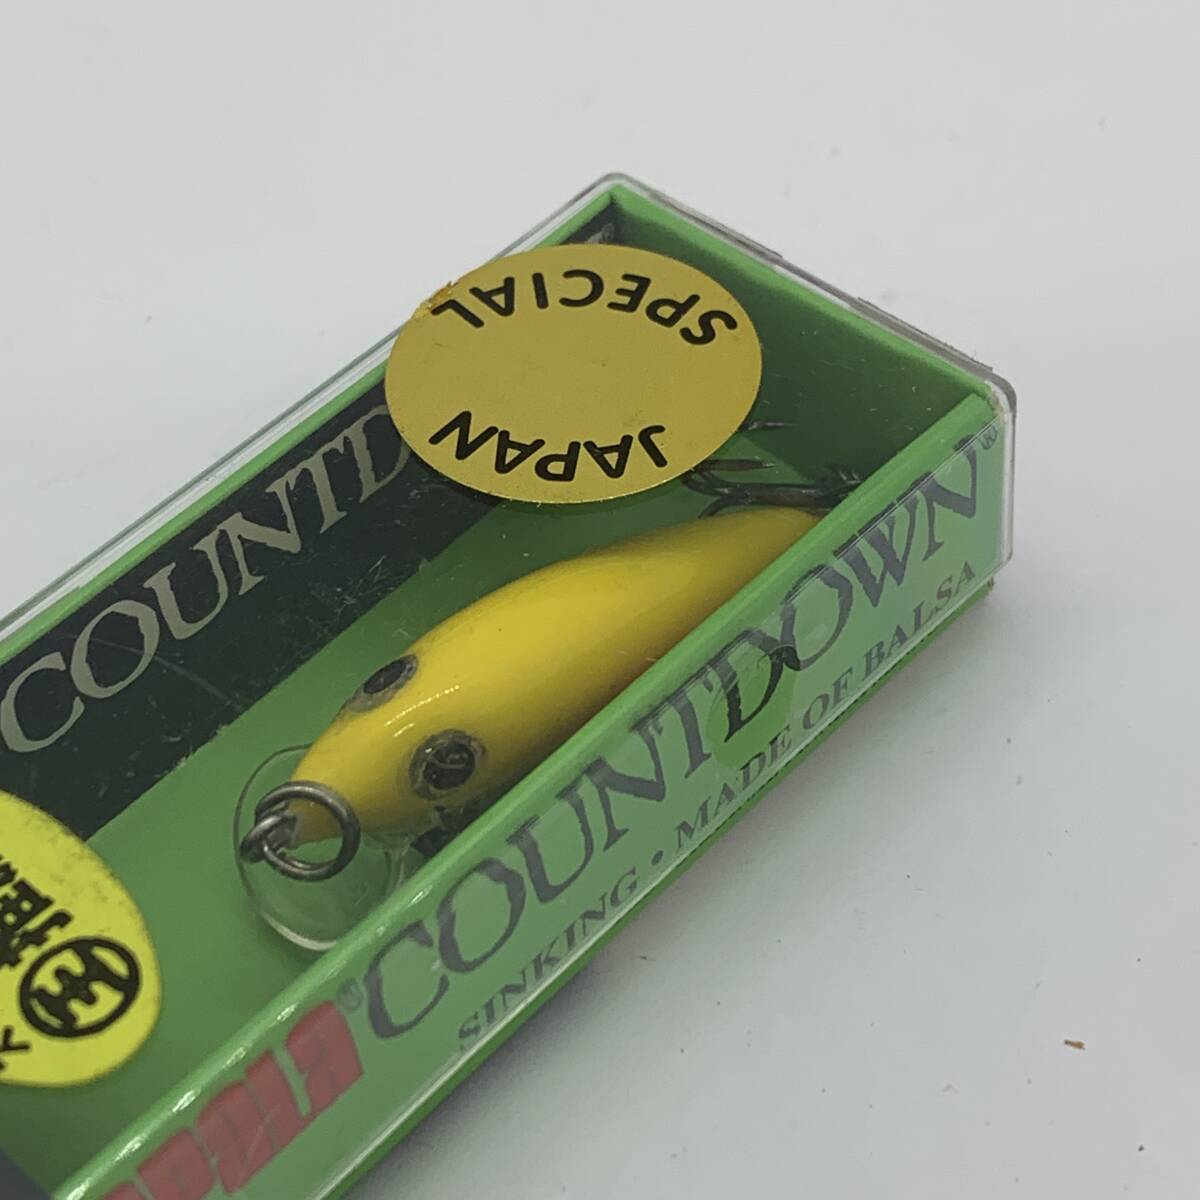 JAPAN
SPECIAL
COUNTD
COUNTDOWN®
SINKING • MADE OF BALSA